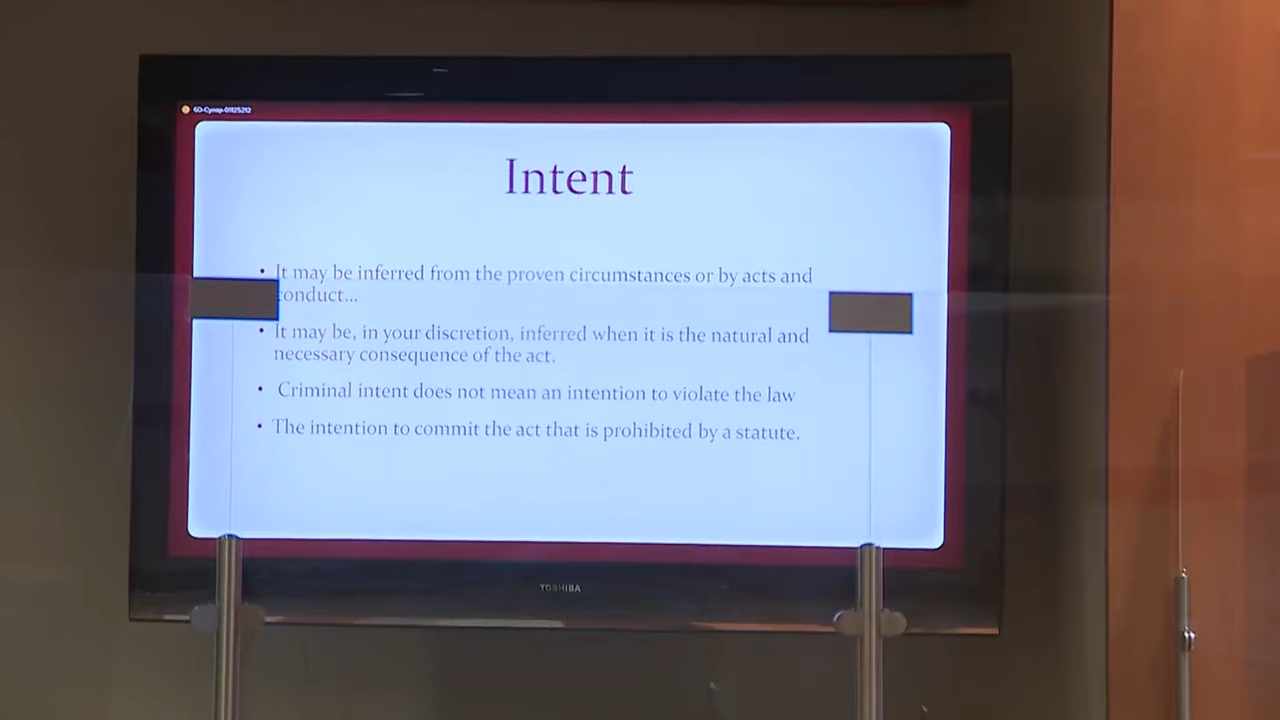 Intent
• It may be inferred from the proven circumstances or by acts and
conduct...
• It may be, in your discretion, inferred when it is the natural and
necessary consequence of the act.
• Criminal intent does not mean an intention to violate the law
• The intention to commit the act that is prohibited by a statute.
TOSHIBA